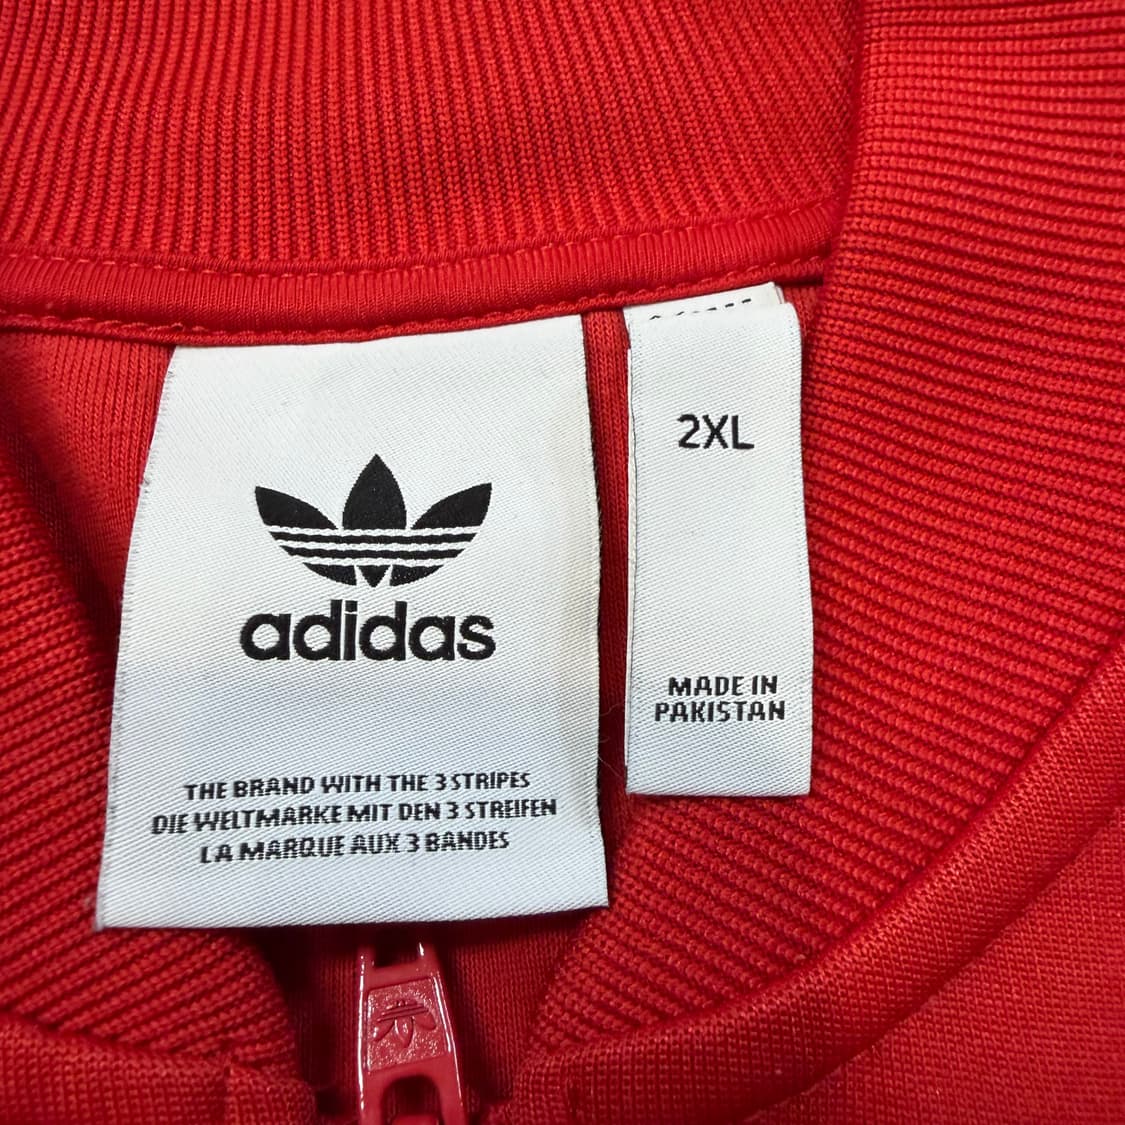 adidas
THE BRAND WITH THE 3 STRIPES
DIE WELTMARKE MIT DEN 3 STREIFEN
LA MARQUE AUX 3 BANDES
2XL
MADE IN
PAKISTAN